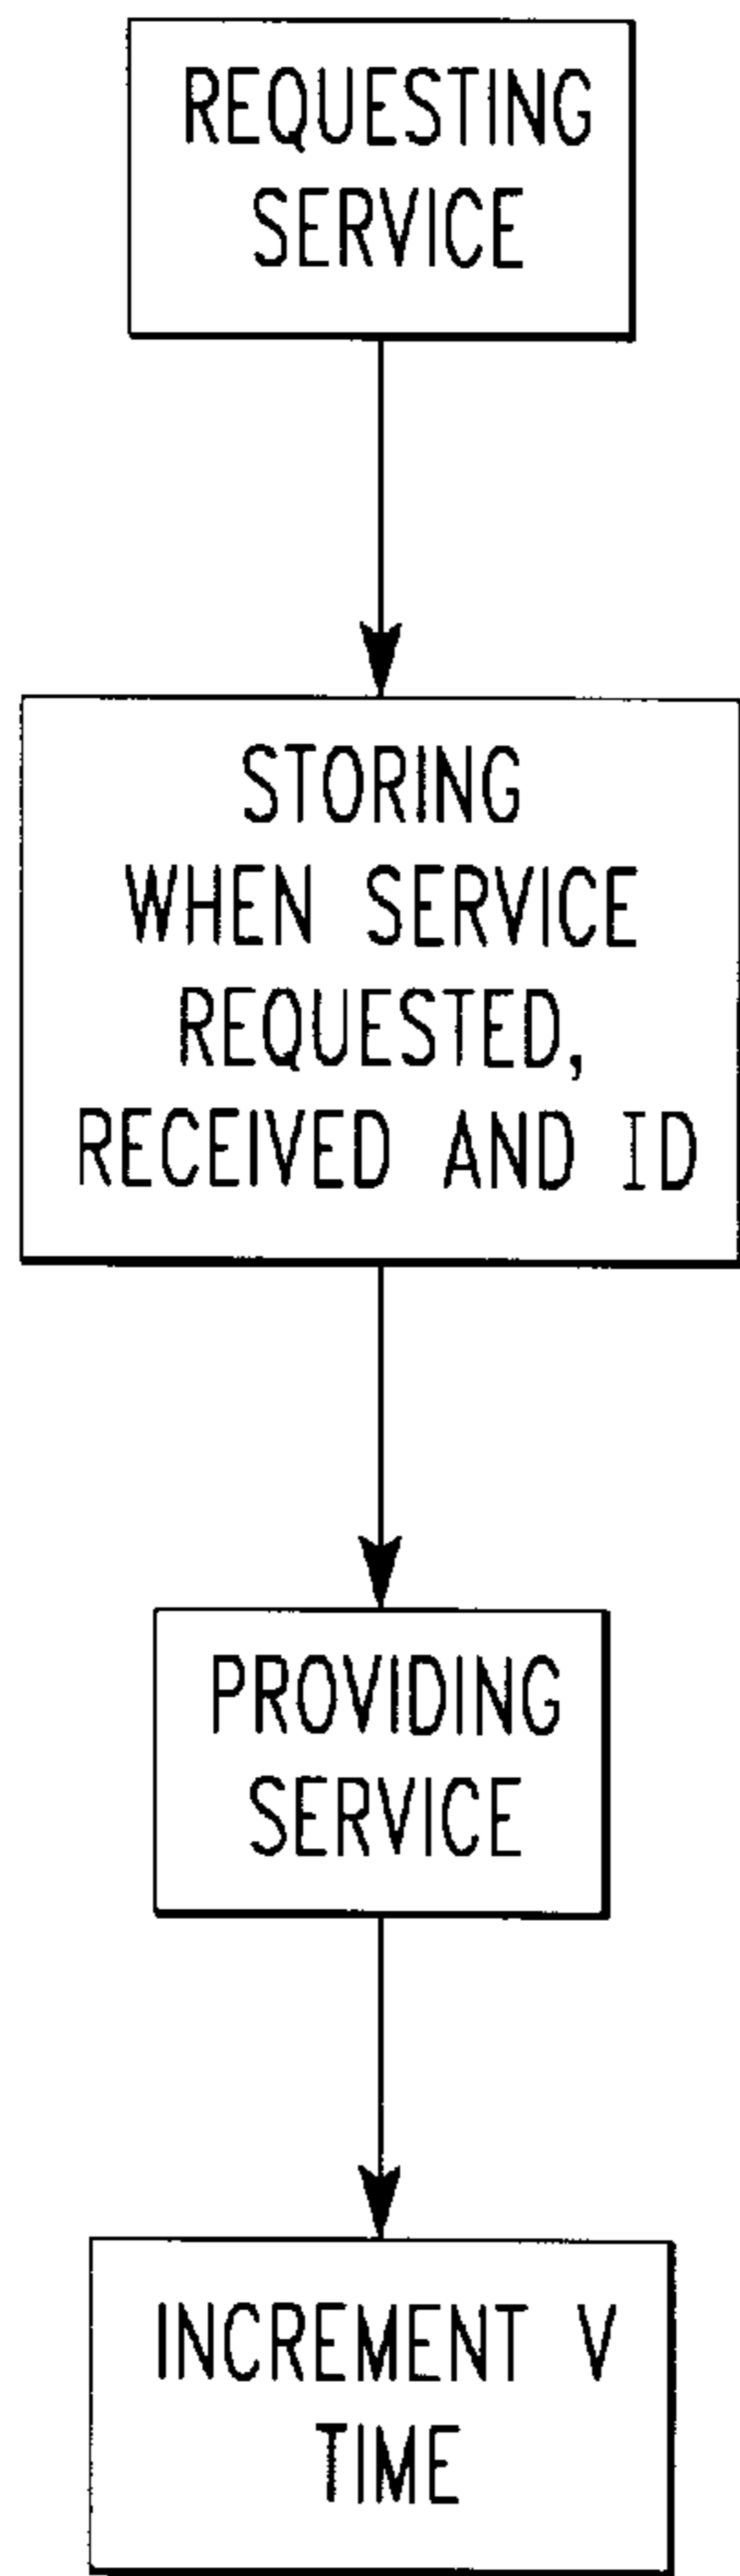 REQUESTING
SERVICE
STORING
WHEN SERVICE
REQUESTED,
RECEIVED AND ID
PROVIDING
SERVICE
INCREMENT V
TIME